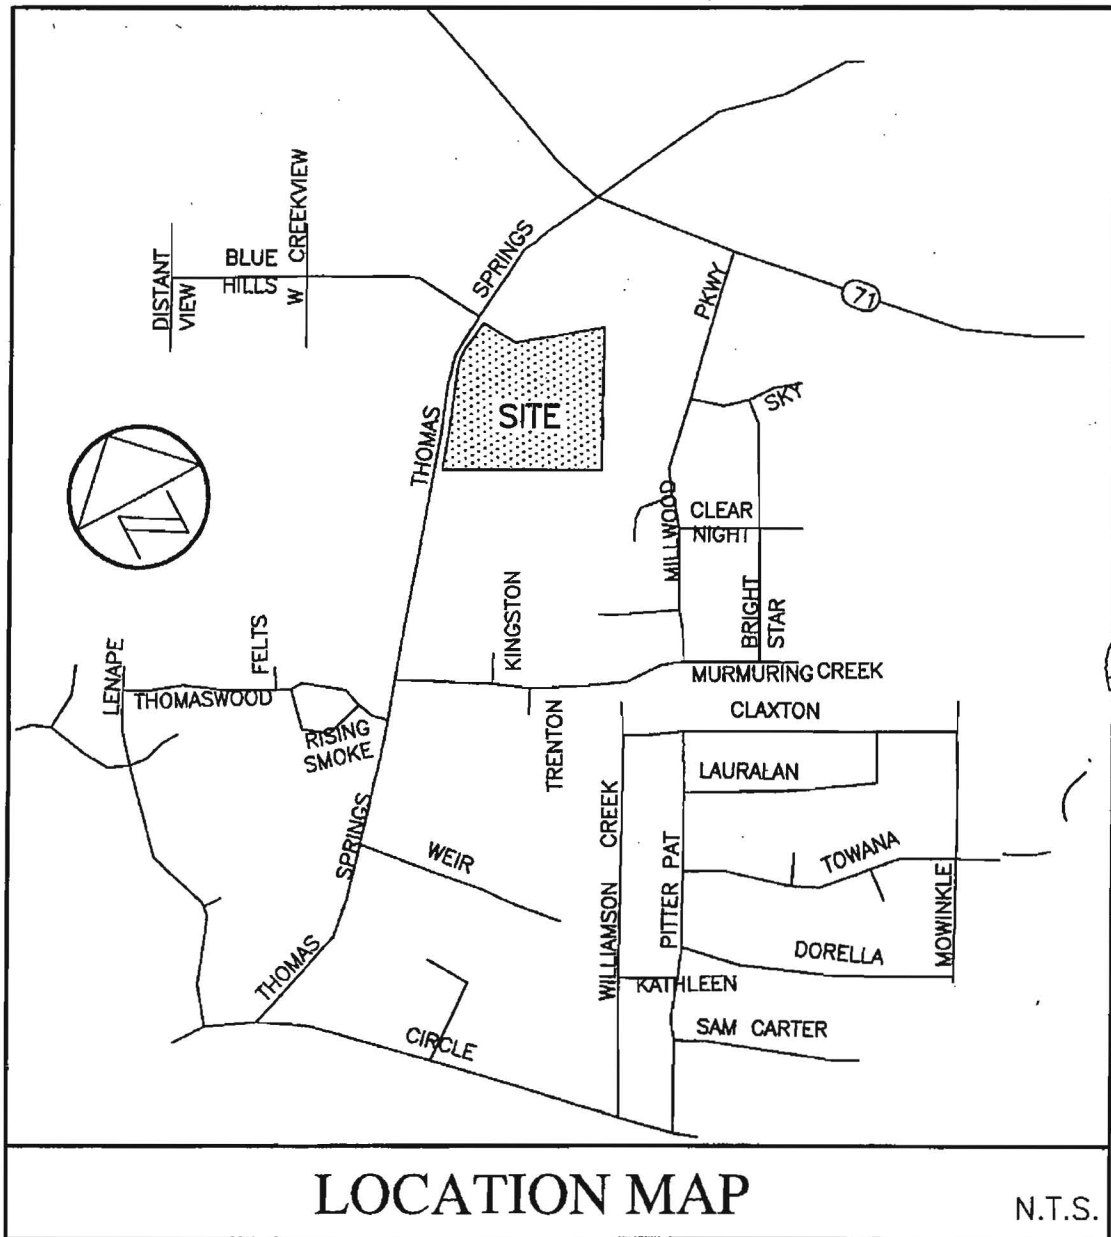 SPRINGS
W CREEKVIEW
BLUE
HILLS
DISTANT
VIEW
PKWY
71
SKY
SITE
THOMAS
MILLWOOD
CLEAR
NIGHT
BRIGHT
STAR
KINGSTON
FELTS
LENAPE
THOMASWOOD
MURMURING CREEK
CLAXTON
RISING
SMOKE
TRENTON
LAURALAN
SPRINGS
WEIR
WILLIAMSON CREEK
PITTER PAT
TOWANA
MOWINKLE
DORELLA
THOMAS
KATHLEEN
SAM CARTER
CIRCLE
N
LOCATION MAP
N.T.S.